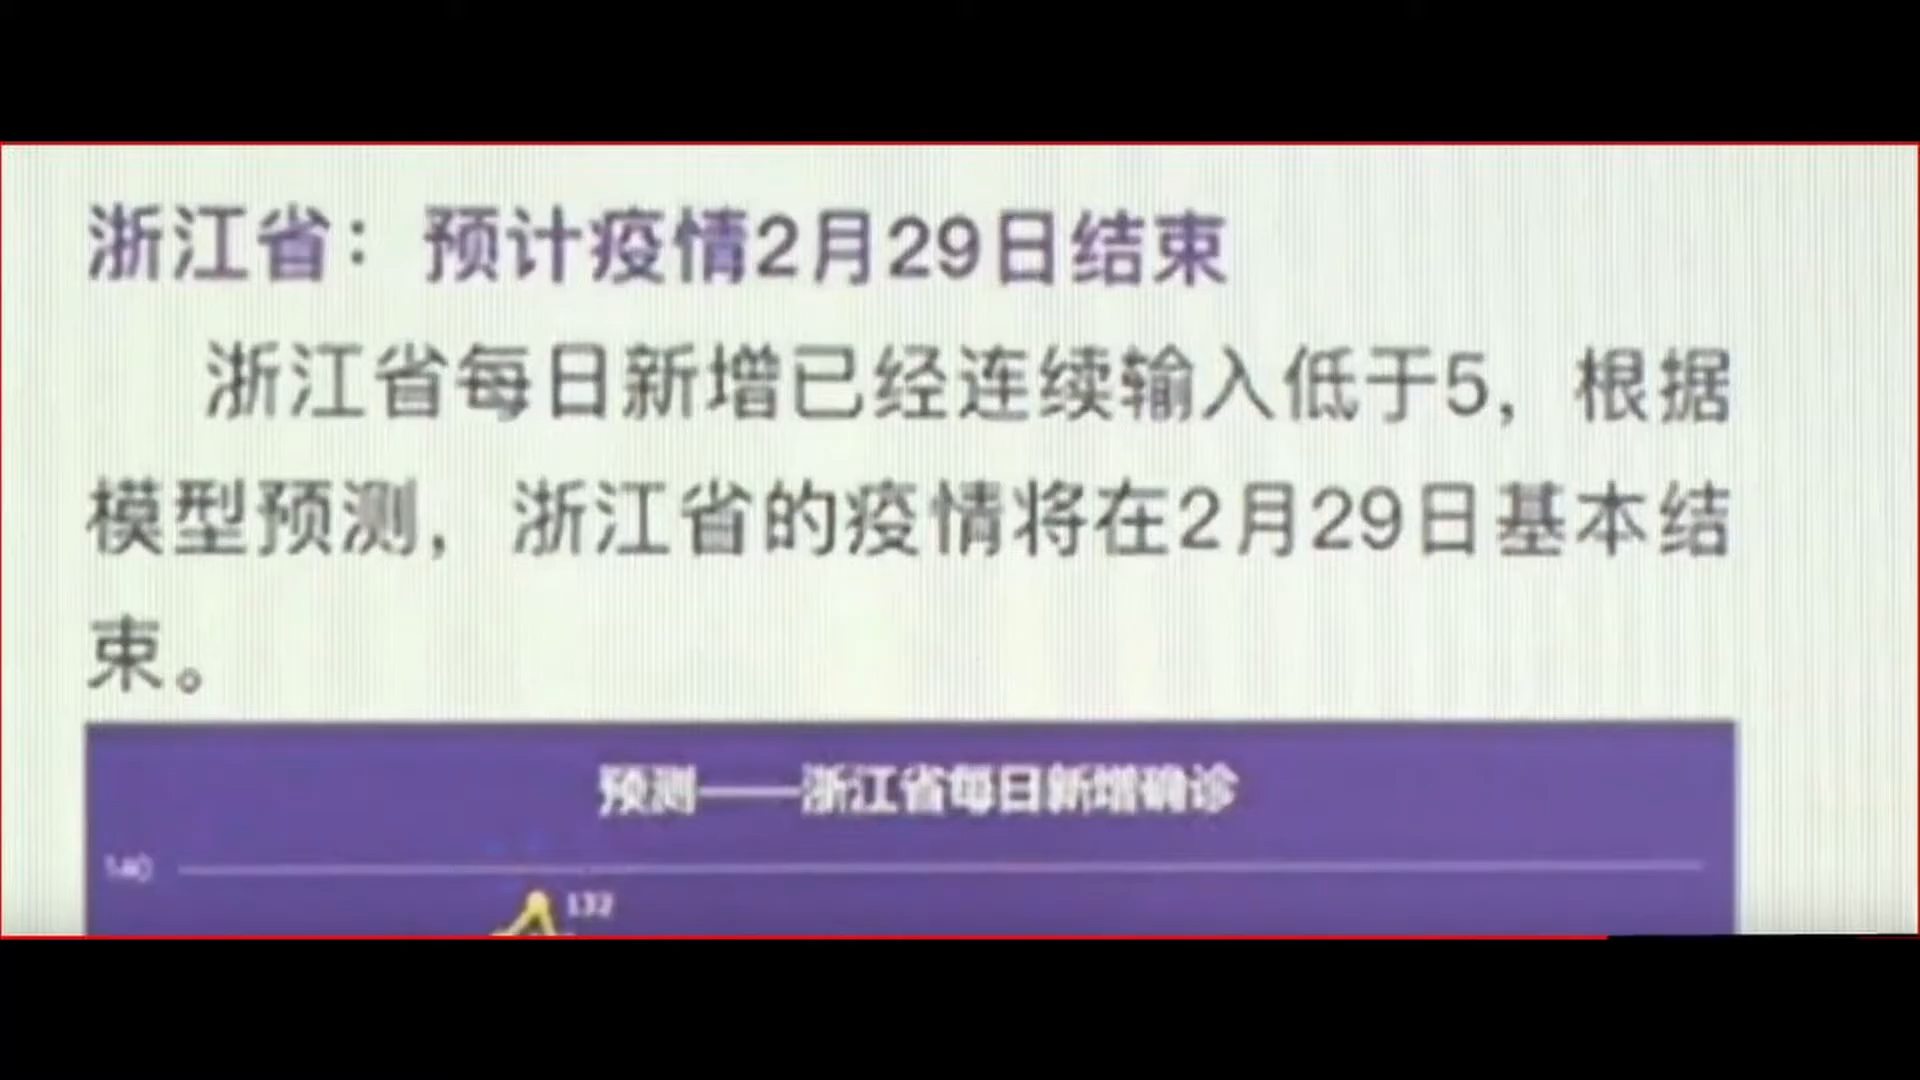 浙江省：预计疫情2月29日结束
浙江省每日新增已经连续输入低于5，根据
模型预测，浙江省的疫情将在2月29日基本结
束。
预测——浙江省每日新增确诊
140
132